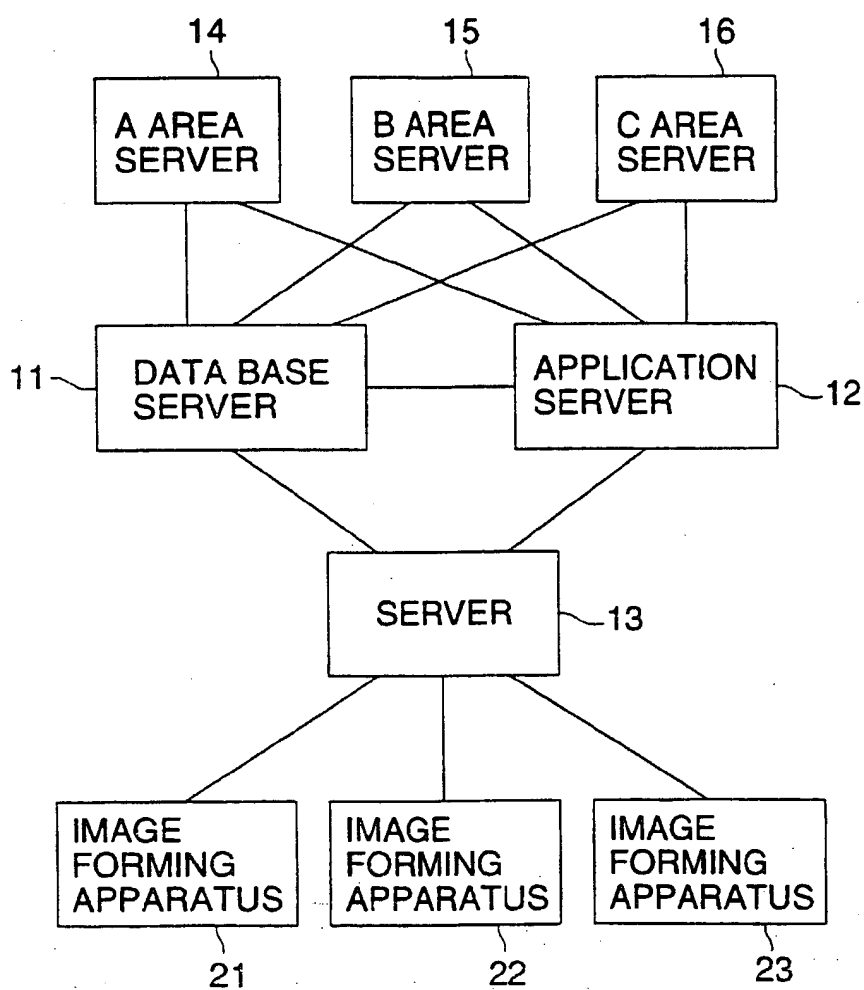 14 15 16
A AREA
SERVER
B AREA
SERVER
C AREA
SERVER
11
DATA BASE
SERVER
APPLICATION
SERVER
12
SERVER
13
IMAGE
FORMING
APPARATUS
IMAGE
FORMING
APPARATUS
IMAGE
FORMING
APPARATUS
21 22 23